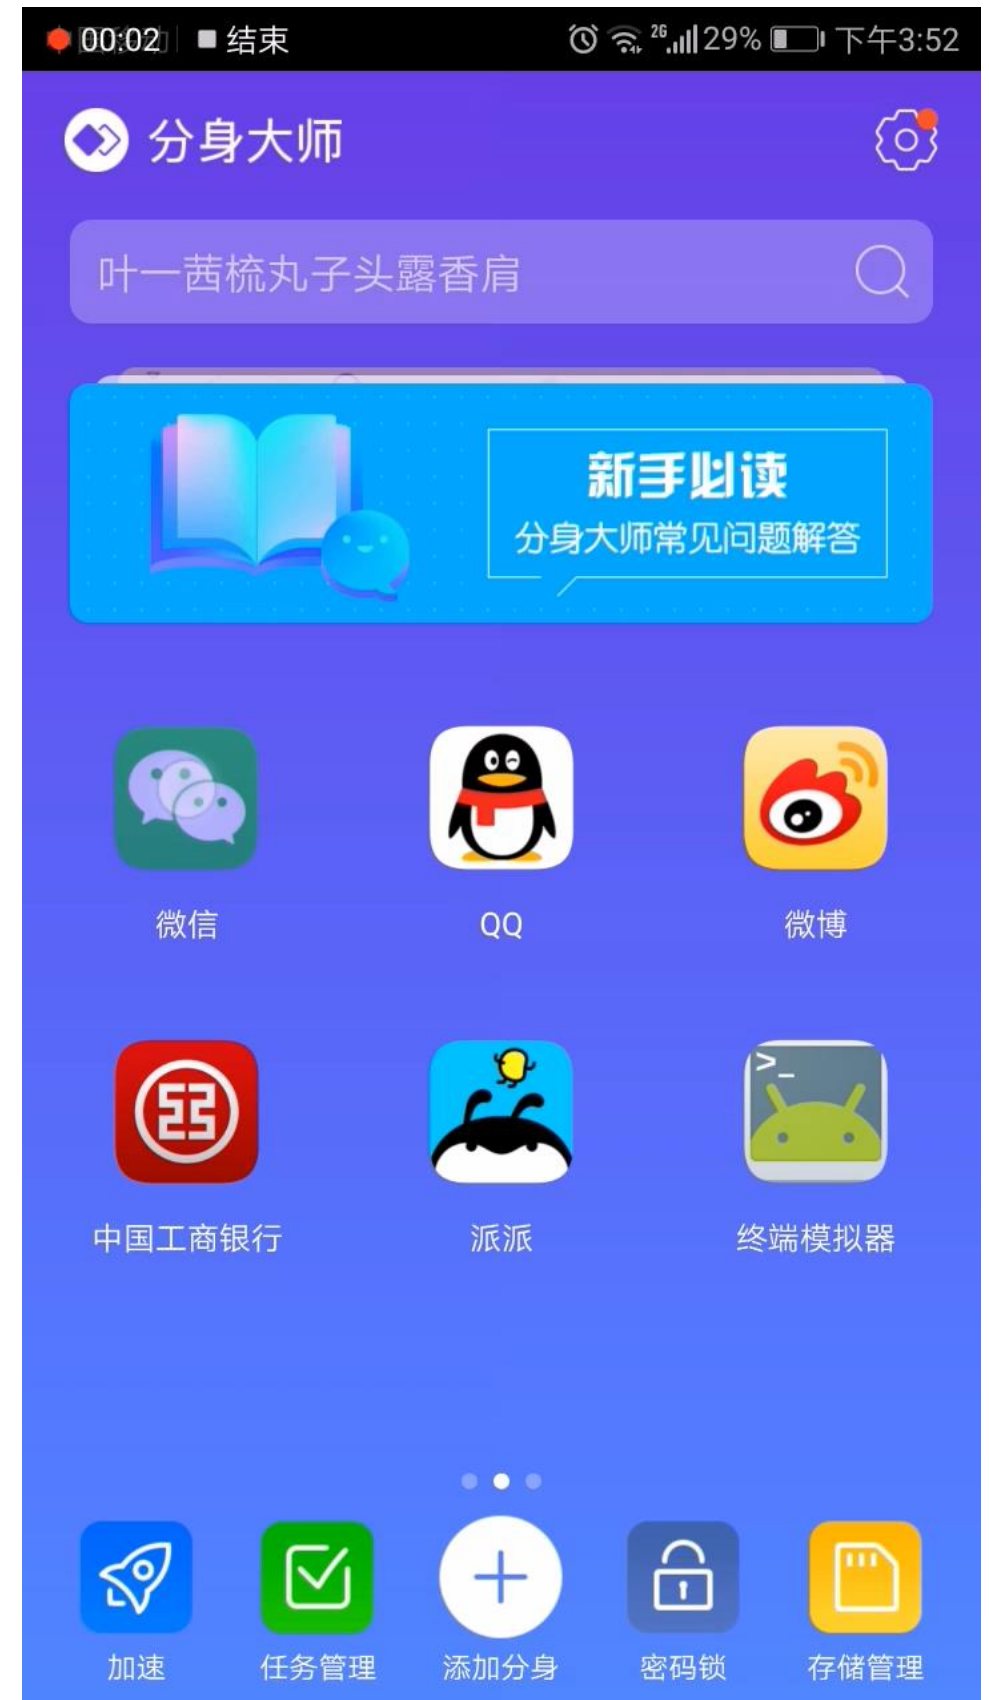 00:02 结束 2G 29% 下午3:52
分身大师
叶一茜梳丸子头露香肩
新手必读
分身大师常见问题解答
微信 QQ 微博
>_
中国工商银行 派派 终端模拟器
加速 任务管理 添加分身 密码锁 存储管理